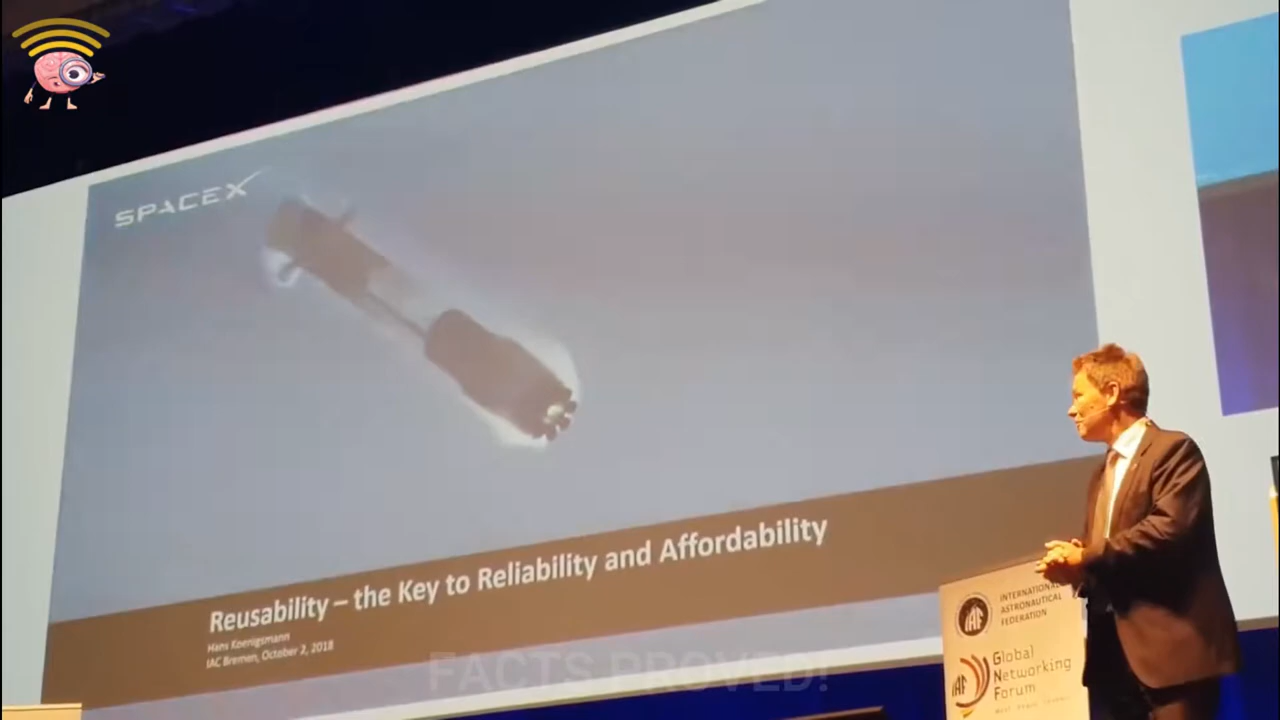 SPACEX
Reusability – the Key to Reliability and Affordability
Hans Koenigsmann
IAC Bremen, October 2, 2018
FACTS PROVED!
INTERNATIONAL
ASTRONAUTICAL
FEDERATION
IAF
Global
Networking
Forum
IAF